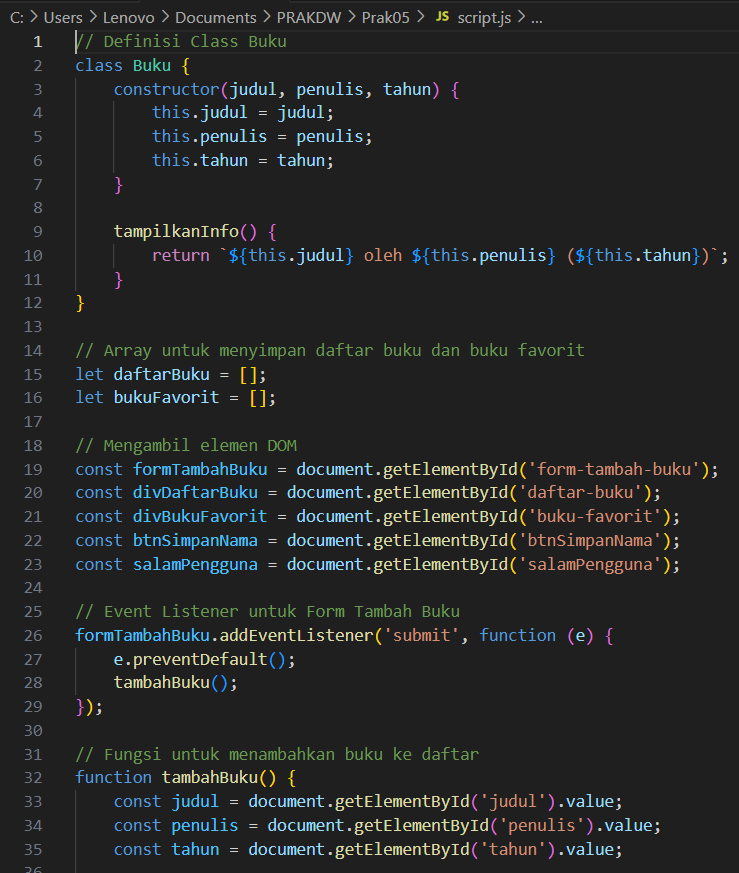 C: > Users > Lenovo > Documents > PRAKDW > Prak05 > JS script.js > ...
1 // Definisi Class Buku
2 class Buku {
3     constructor(judul, penulis, tahun) {
4         this.judul = judul;
5         this.penulis = penulis;
6         this.tahun = tahun;
7     }
8
9     tampilkanInfo() {
10         return `${this.judul} oleh ${this.penulis} (${this.tahun})`;
11     }
12 }
13
14 // Array untuk menyimpan daftar buku dan buku favorit
15 let daftarBuku = [];
16 let bukuFavorit = [];
17
18 // Mengambil elemen DOM
19 const formTambahBuku = document.getElementById('form-tambah-buku');
20 const divDaftarBuku = document.getElementById('daftar-buku');
21 const divBukuFavorit = document.getElementById('buku-favorit');
22 const btnSimpanNama = document.getElementById('btnSimpanNama');
23 const salamPengguna = document.getElementById('salamPengguna');
24
25 // Event Listener untuk Form Tambah Buku
26 formTambahBuku.addEventListener('submit', function (e) {
27     e.preventDefault();
28     tambahBuku();
29 });
30
31 // Fungsi untuk menambahkan buku ke daftar
32 function tambahBuku() {
33     const judul = document.getElementById('judul').value;
34     const penulis = document.getElementById('penulis').value;
35     const tahun = document.getElementById('tahun').value;
36